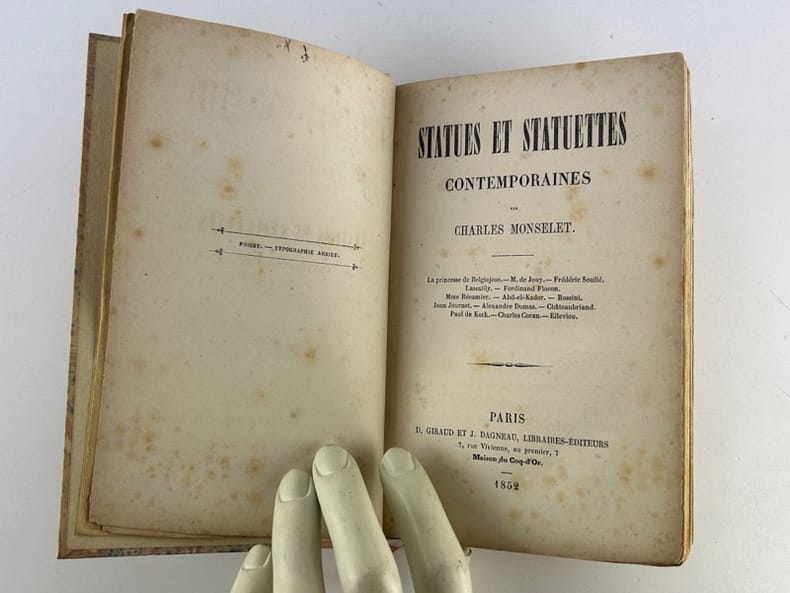 POISSY. — TYPOGRAPHIE ARBIEU.
STATUES ET STATUETTES
CONTEMPORAINES
PAR
CHARLES MONSELET.
La princesse de Belgiojoso. — M. de Jouy. — Frédéric Soulié.
Lassailly. — Ferdinand Flocon.
Mme Récamier. — Abd-el-Kader. — Rossini.
Jean Journet. — Alexandre Dumas. — Châteaubriand.
Paul de Kock. — Charles Coran. — Elleviou.
PARIS
D. GIRAUD ET J. DAGNEAU, LIBRAIRES-ÉDITEURS
7, rue Vivienne, au premier, 7
Maison du Coq-d'Or.
1852